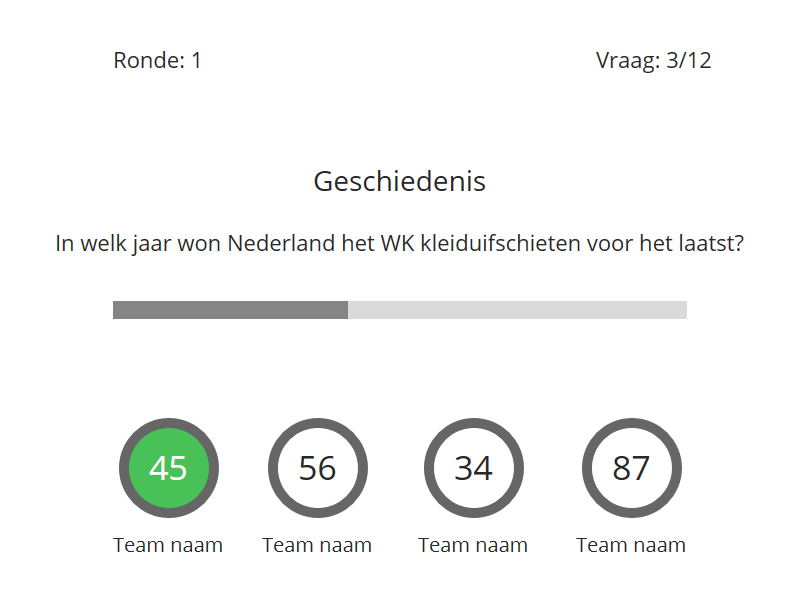 Ronde: 1
Vraag: 3/12
Geschiedenis
In welk jaar won Nederland het WK kleiduifschieten voor het laatst?
45
56
34
87
Team naam
Team naam
Team naam
Team naam